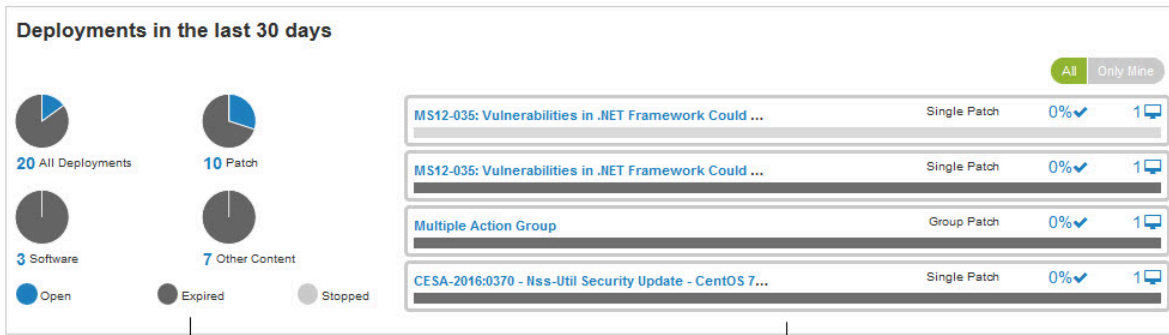 Deployments in the last 30 days
All Only Mine
20 All Deployments
10 Patch
3 Software
7 Other Content
Open Expired Stopped
MS12-035: Vulnerabilities in .NET Framework Could ... Single Patch 0% 1
MS12-035: Vulnerabilities in .NET Framework Could ... Single Patch 0% 1
Multiple Action Group Group Patch 0% 1
CESA-2016:0370 - Nss-Util Security Update - CentOS 7... Single Patch 0% 1